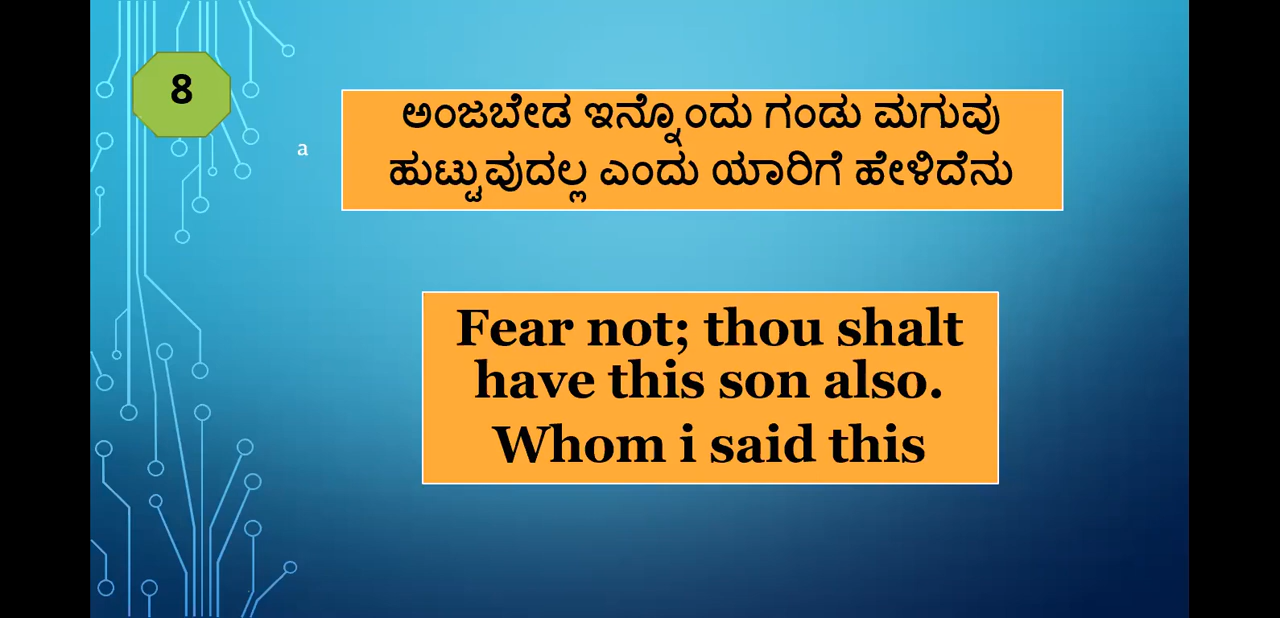 8
a
ಅಂಜಬೇಡ ಇನ್ನೊಂದು ಗಂಡು ಮಗುವು
ಹುಟ್ಟುವುದಲ್ಲ ಎಂದು ಯಾರಿಗೆ ಹೇಳಿದೆನು
Fear not; thou shalt
have this son also.
Whom i said this